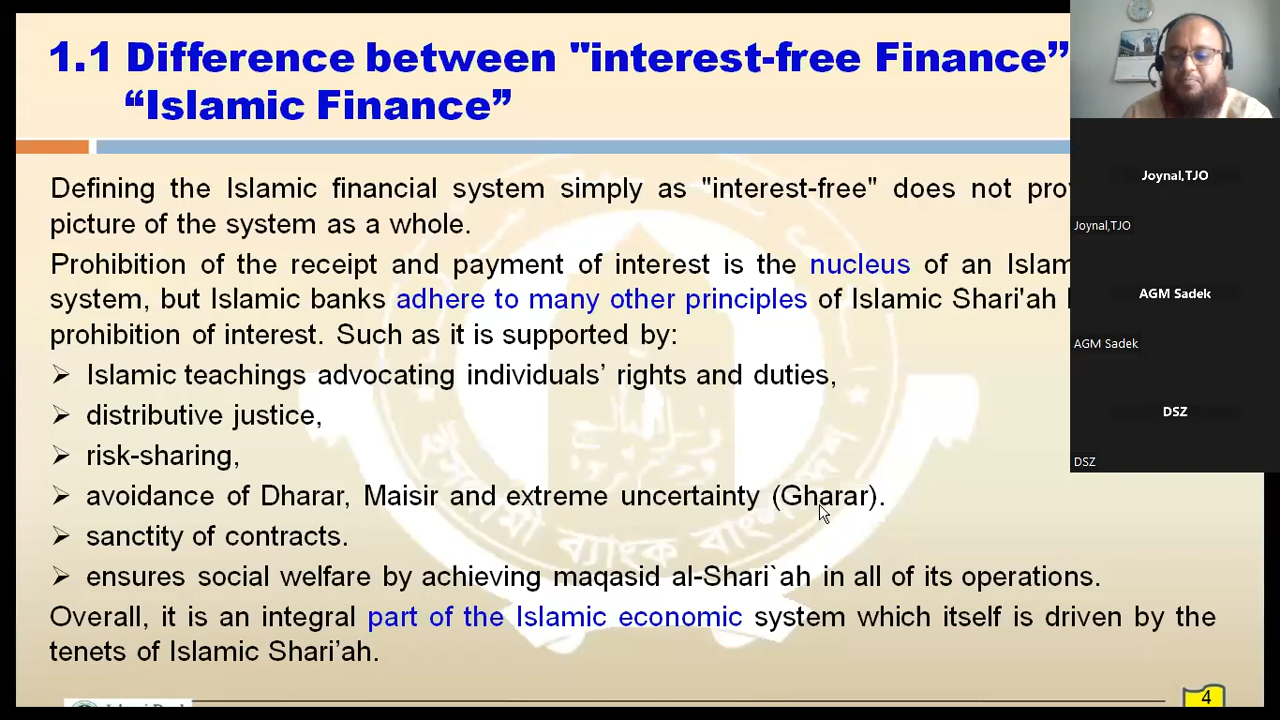 1.1 Difference between "interest-free Finance”
“Islamic Finance”
Defining the Islamic financial system simply as "interest-free" does not
picture of the system as a whole.
Prohibition of the receipt and payment of interest is the nucleus of an
system, but Islamic banks adhere to many other principles of Islamic Shari'ah
prohibition of interest. Such as it is supported by:
➢ Islamic teachings advocating individuals’ rights and duties,
➢ distributive justice,
➢ risk-sharing,
➢ avoidance of Dharar, Maisir and extreme uncertainty (Gharar).
➢ sanctity of contracts.
➢ ensures social welfare by achieving maqasid al-Shari`ah in all of its operations.
Overall, it is an integral part of the Islamic economic system which itself is driven by the
tenets of Islamic Shari’ah.
4
Joynal,TJO
Joynal,TJO
AGM Sadek
AGM Sadek
DSZ
DSZ